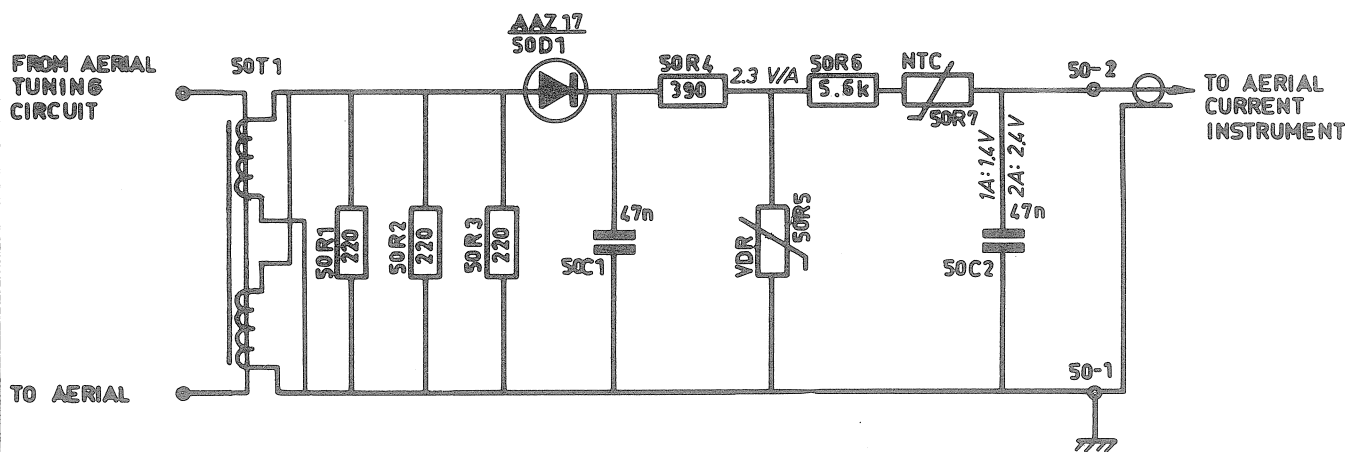 FROM AERIAL
TUNING
CIRCUIT
50T1
AAZ 17
50D1
50R4
390
2.3 V/A
50R6
5.6k
NTC
50R7
50-2
TO AERIAL
CURRENT
INSTRUMENT
50R1
220
50R2
220
50R3
220
47n
50C1
VDR
50R5
1A: 1.4V
2A: 2.4V
47n
50C2
50-1
TO AERIAL